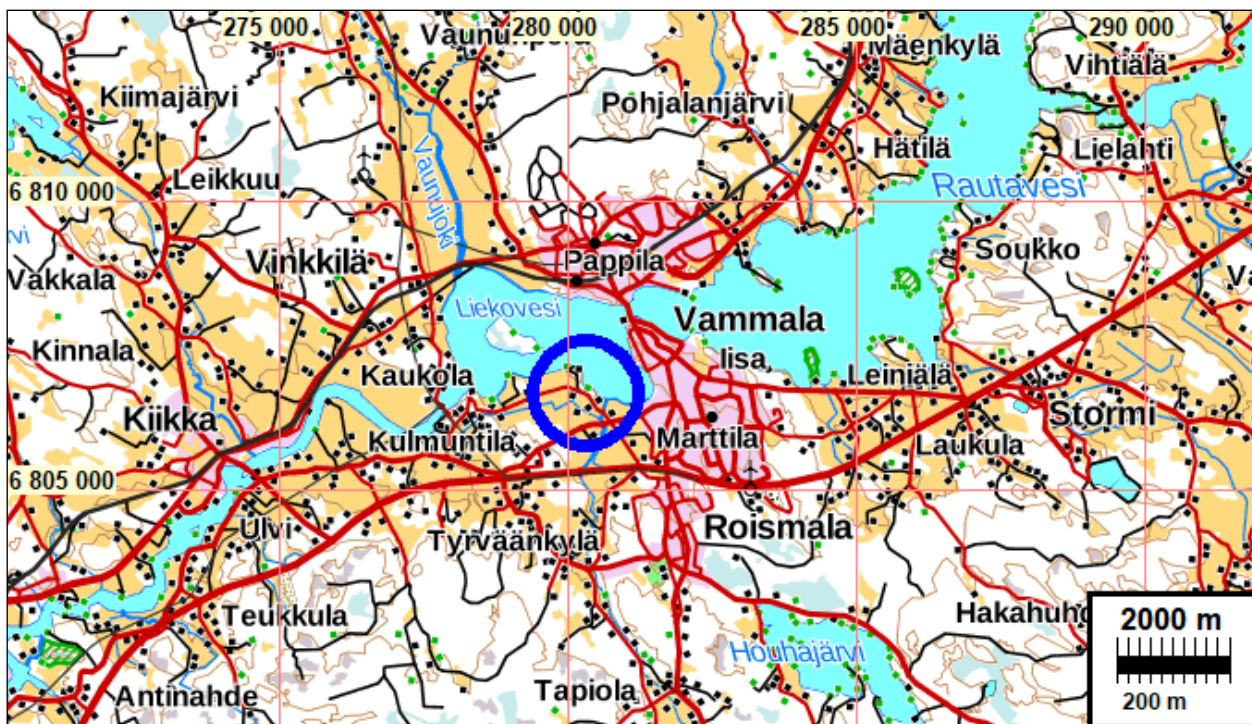 275 000
280 000
285 000
290 000
Mäenkylä
Vihtiälä
Kiimajärvi
Pohjalanjärvi
Hätilä
Lielahti
Vaunujoki
Leikkuu
6 810 000
Rautavesi
Vinkkilä
Pappila
Soukko
Vakkala
Liekovesi
Vammala
Kinnala
Iisa
Kaukola
Leiniälä
Kiikka
Stormi
Kulmuntila
Marttila
Laukula
6 805 000
Ulvi
Tyrväänkylä
Roismala
Teukkula
Houhajärvi
Antinahde
Tapiola
2000 m
200 m